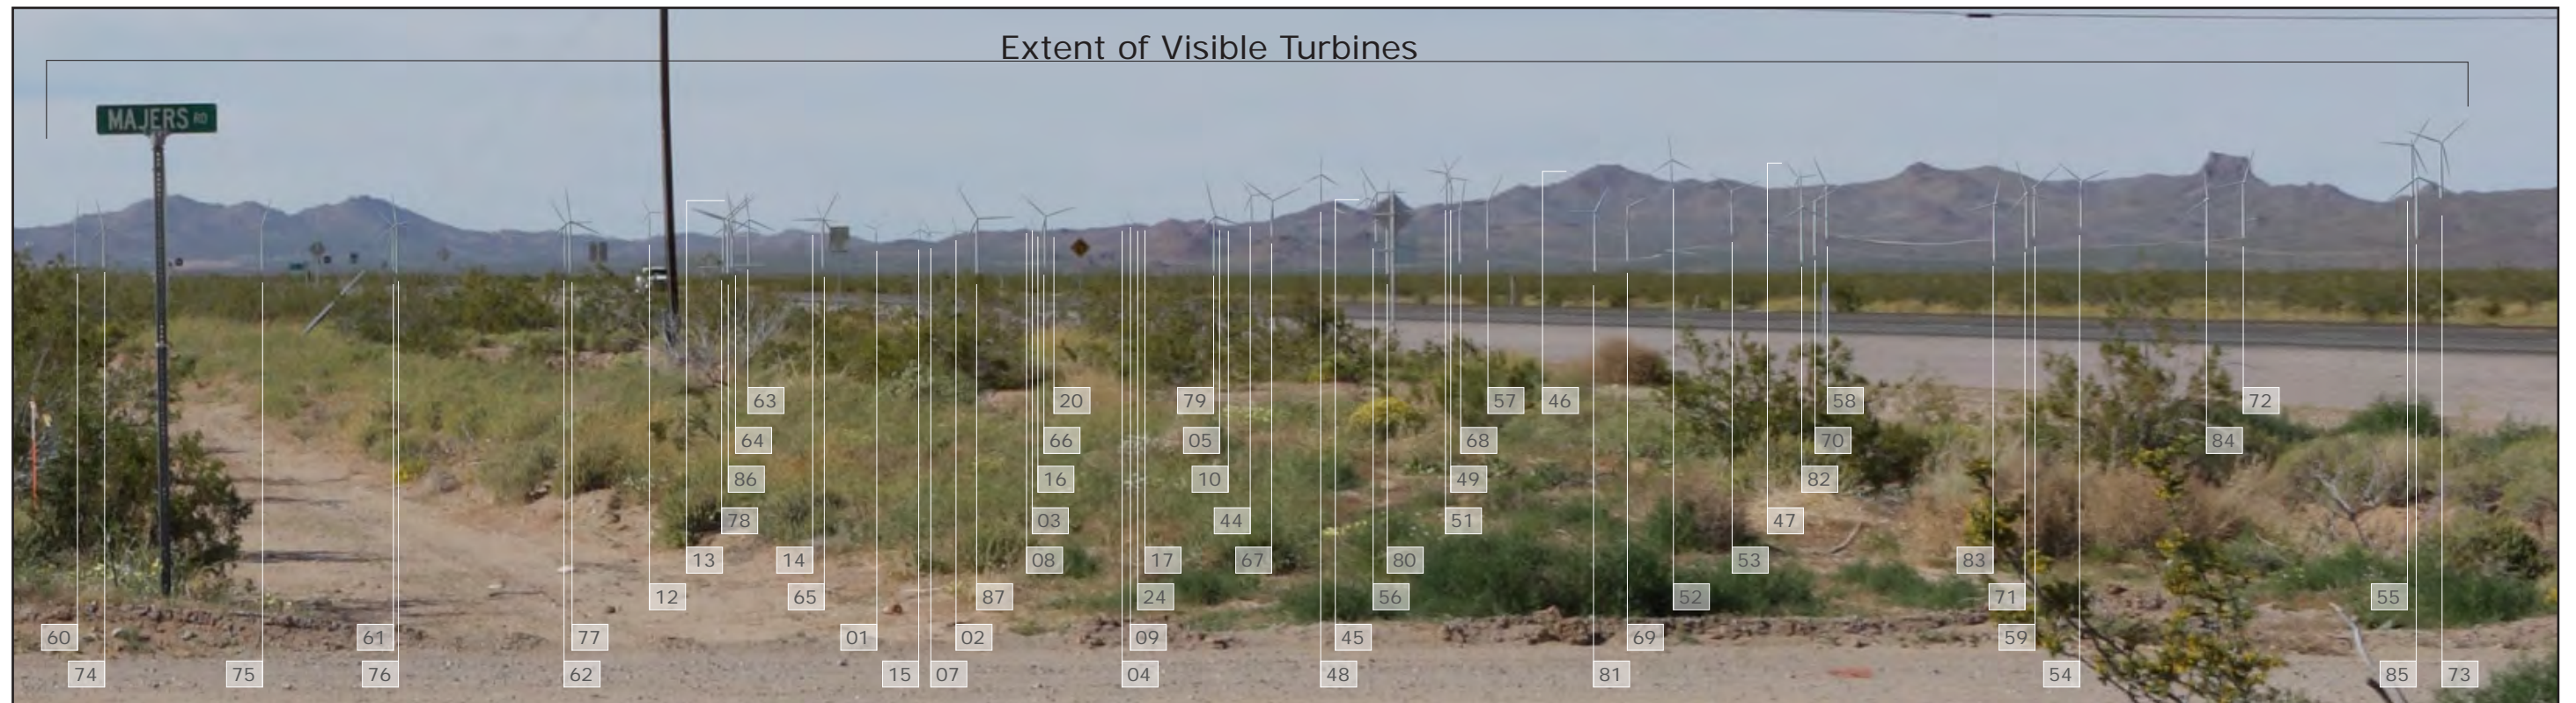 Extent of Visible Turbines
MAJERS RD
63 20 79 57 46 58 72
64 66 05 68 70 84
86 16 10 49 82
78 03 44 51 47
13 14 08 17 67 80 53 83
12 65 87 24 56 52 71 55
60 61 77 01 02 09 45 69 59
74 75 76 62 15 07 04 48 81 54 85 73